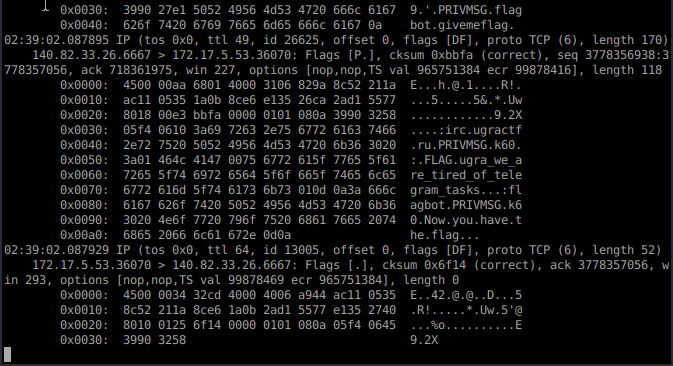 0x0030:  3990 27e1 5052 4956 4d53 4720 666c 6167  9.'.PRIVMSG.flag
0x0040:  626f 7420 6769 7665 6d65 666c 6167 0a    bot.givemeflag.
02:39:02.087895 IP (tos 0x0, ttl 49, id 26625, offset 0, flags [DF], proto TCP (6), length 170)
140.82.33.26.6667 > 172.17.5.53.36070: Flags [P.], cksum 0xbbfa (correct), seq 3778356938:3
778357056, ack 718361975, win 227, options [nop,nop,TS val 965751384 ecr 99878416], length 118
0x0000:  4500 00aa 6801 4000 3106 829a 8c52 211a  E...h.@.1....R!.
0x0010:  ac11 0535 1a0b 8ce6 e135 26ca 2ad1 5577  ...5.....5&.*.Uw
0x0020:  8018 00e3 bbfa 0000 0101 080a 3990 3258  ............9.2X
0x0030:  05f4 0610 3a69 7263 2e75 6772 6163 7466  ....:irc.ugractf
0x0040:  2e72 7520 5052 4956 4d53 4720 6b36 3020  .ru.PRIVMSG.k60.
0x0050:  3a01 464c 4147 0075 6772 615f 7765 5f61  :.FLAG.ugra_we_a
0x0060:  7265 5f74 6972 6564 5f6f 665f 7465 6c65  re_tired_of_tele
0x0070:  6772 616d 5f74 6173 6b73 010d 0a3a 666c  gram_tasks...:fl
0x0080:  6167 626f 7420 5052 4956 4d53 4720 6b36  agbot.PRIVMSG.k6
0x0090:  3020 4e6f 7720 796f 7520 6861 7665 2074  0.Now.you.have.t
0x00a0:  6865 2066 6c61 672e 0d0a                 he.flag...
02:39:02.087929 IP (tos 0x0, ttl 64, id 13005, offset 0, flags [DF], proto TCP (6), length 52)
172.17.5.53.36070 > 140.82.33.26.6667: Flags [.], cksum 0x6f14 (correct), ack 3778357056, w
in 293, options [nop,nop,TS val 99878469 ecr 965751384], length 0
0x0000:  4500 0034 32cd 4000 4006 a944 ac11 0535  E..42.@.@..D...5
0x0010:  8c52 211a 8ce6 1a0b 2ad1 5577 e135 2740  .R!.....*.Uw.5'@
0x0020:  8010 0125 6f14 0000 0101 080a 05f4 0645  ...%o..........E
0x0030:  3990 3258                                9.2X